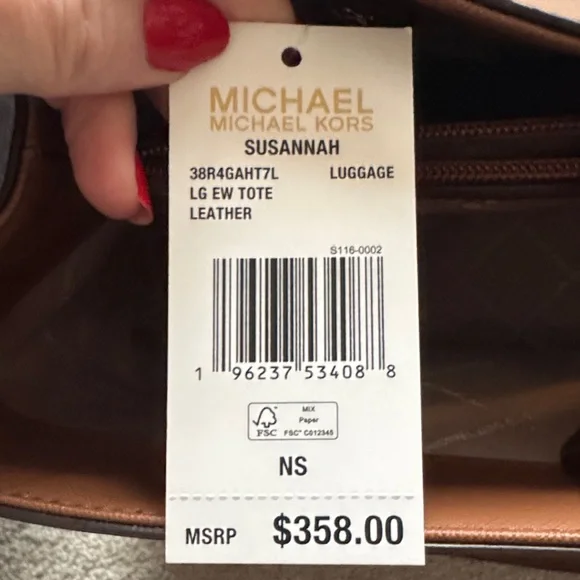 MICHAEL
MICHAEL KORS
SUSANNAH
38R4GAHT7L LUGGAGE
LG EW TOTE
LEATHER
S116-0002
1 96237 53408 8
FSC
MIX
Paper
FSC® C012345
NS
MSRP $358.00